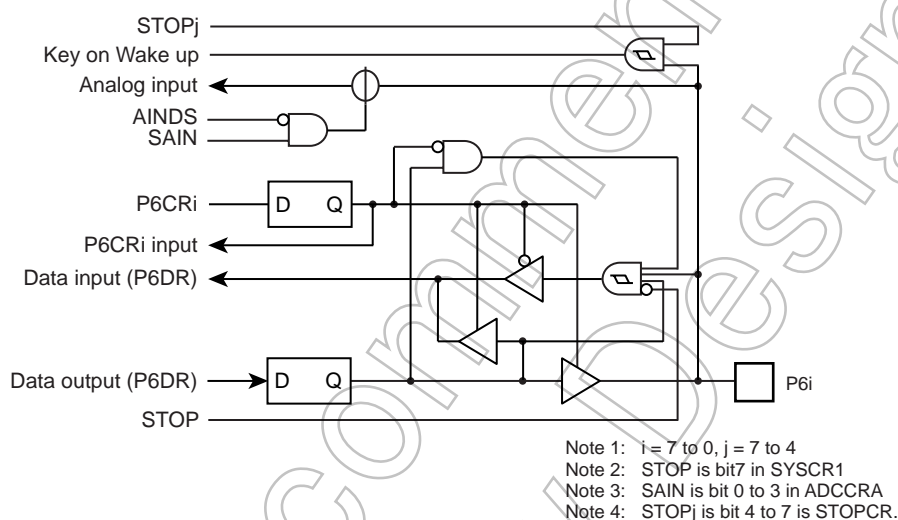 STOPj
Key on Wake up
Analog input
AINDS
SAIN
P6CRi
D Q
P6CRi input
Data input (P6DR)
Data output (P6DR)
D Q
P6i
STOP
Note 1: i = 7 to 0, j = 7 to 4
Note 2: STOP is bit7 in SYSCR1
Note 3: SAIN is bit 0 to 3 in ADCCRA
Note 4: STOPj is bit 4 to 7 is STOPCR.